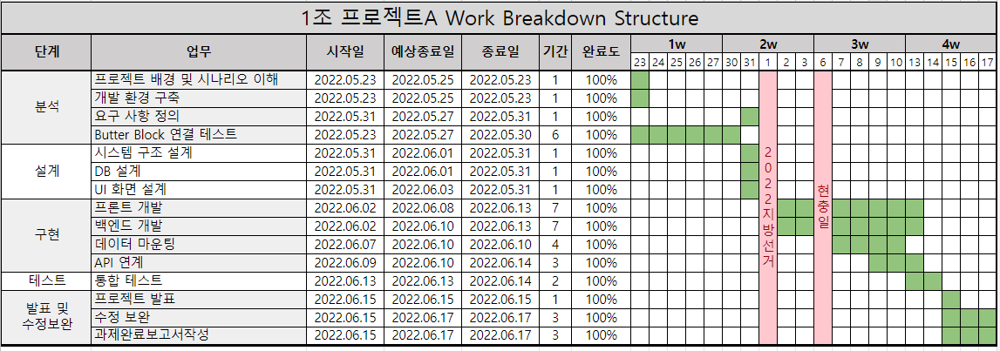 1조 프로젝트A Work Breakdown Structure
단계 업무 시작일 예상종료일 종료일 기간 완료도 1w 2w 3w 4w
23 24 25 26 27 30 31 1 2 3 6 7 8 9 10 13 14 15 16 17
분석
프로젝트 배경 및 시나리오 이해 2022.05.23 2022.05.25 2022.05.23 1 100%
개발 환경 구축 2022.05.23 2022.05.25 2022.05.23 1 100%
요구 사항 정의 2022.05.31 2022.05.27 2022.05.31 1 100%
Butter Block 연결 테스트 2022.05.23 2022.05.27 2022.05.30 6 100%
설계
시스템 구조 설계 2022.05.31 2022.06.01 2022.05.31 1 100%
DB 설계 2022.05.31 2022.06.01 2022.05.31 1 100%
UI 화면 설계 2022.05.31 2022.06.03 2022.05.31 1 100%
구현
프론트 개발 2022.06.02 2022.06.08 2022.06.13 7 100%
백엔드 개발 2022.06.02 2022.06.10 2022.06.13 7 100%
데이터 마운팅 2022.06.07 2022.06.10 2022.06.10 4 100%
API 연계 2022.06.09 2022.06.10 2022.06.14 3 100%
테스트 통합 테스트 2022.06.13 2022.06.13 2022.06.14 2 100%
발표 및
수정보완
프로젝트 발표 2022.06.15 2022.06.15 2022.06.15 1 100%
수정 보완 2022.06.15 2022.06.17 2022.06.17 3 100%
과제완료보고서작성 2022.06.15 2022.06.17 2022.06.17 3 100%
2022지방선거
현충일